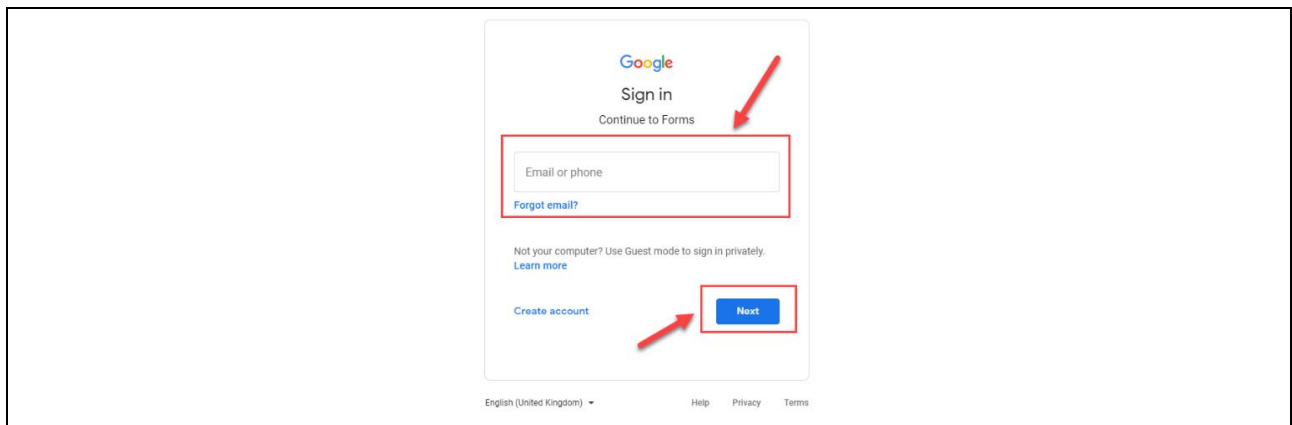 Google
Sign in
Continue to Forms
Email or phone
Forgot email?
Not your computer? Use Guest mode to sign in privately.
Learn more
Create account
Next
English (United Kingdom)
Help Privacy Terms